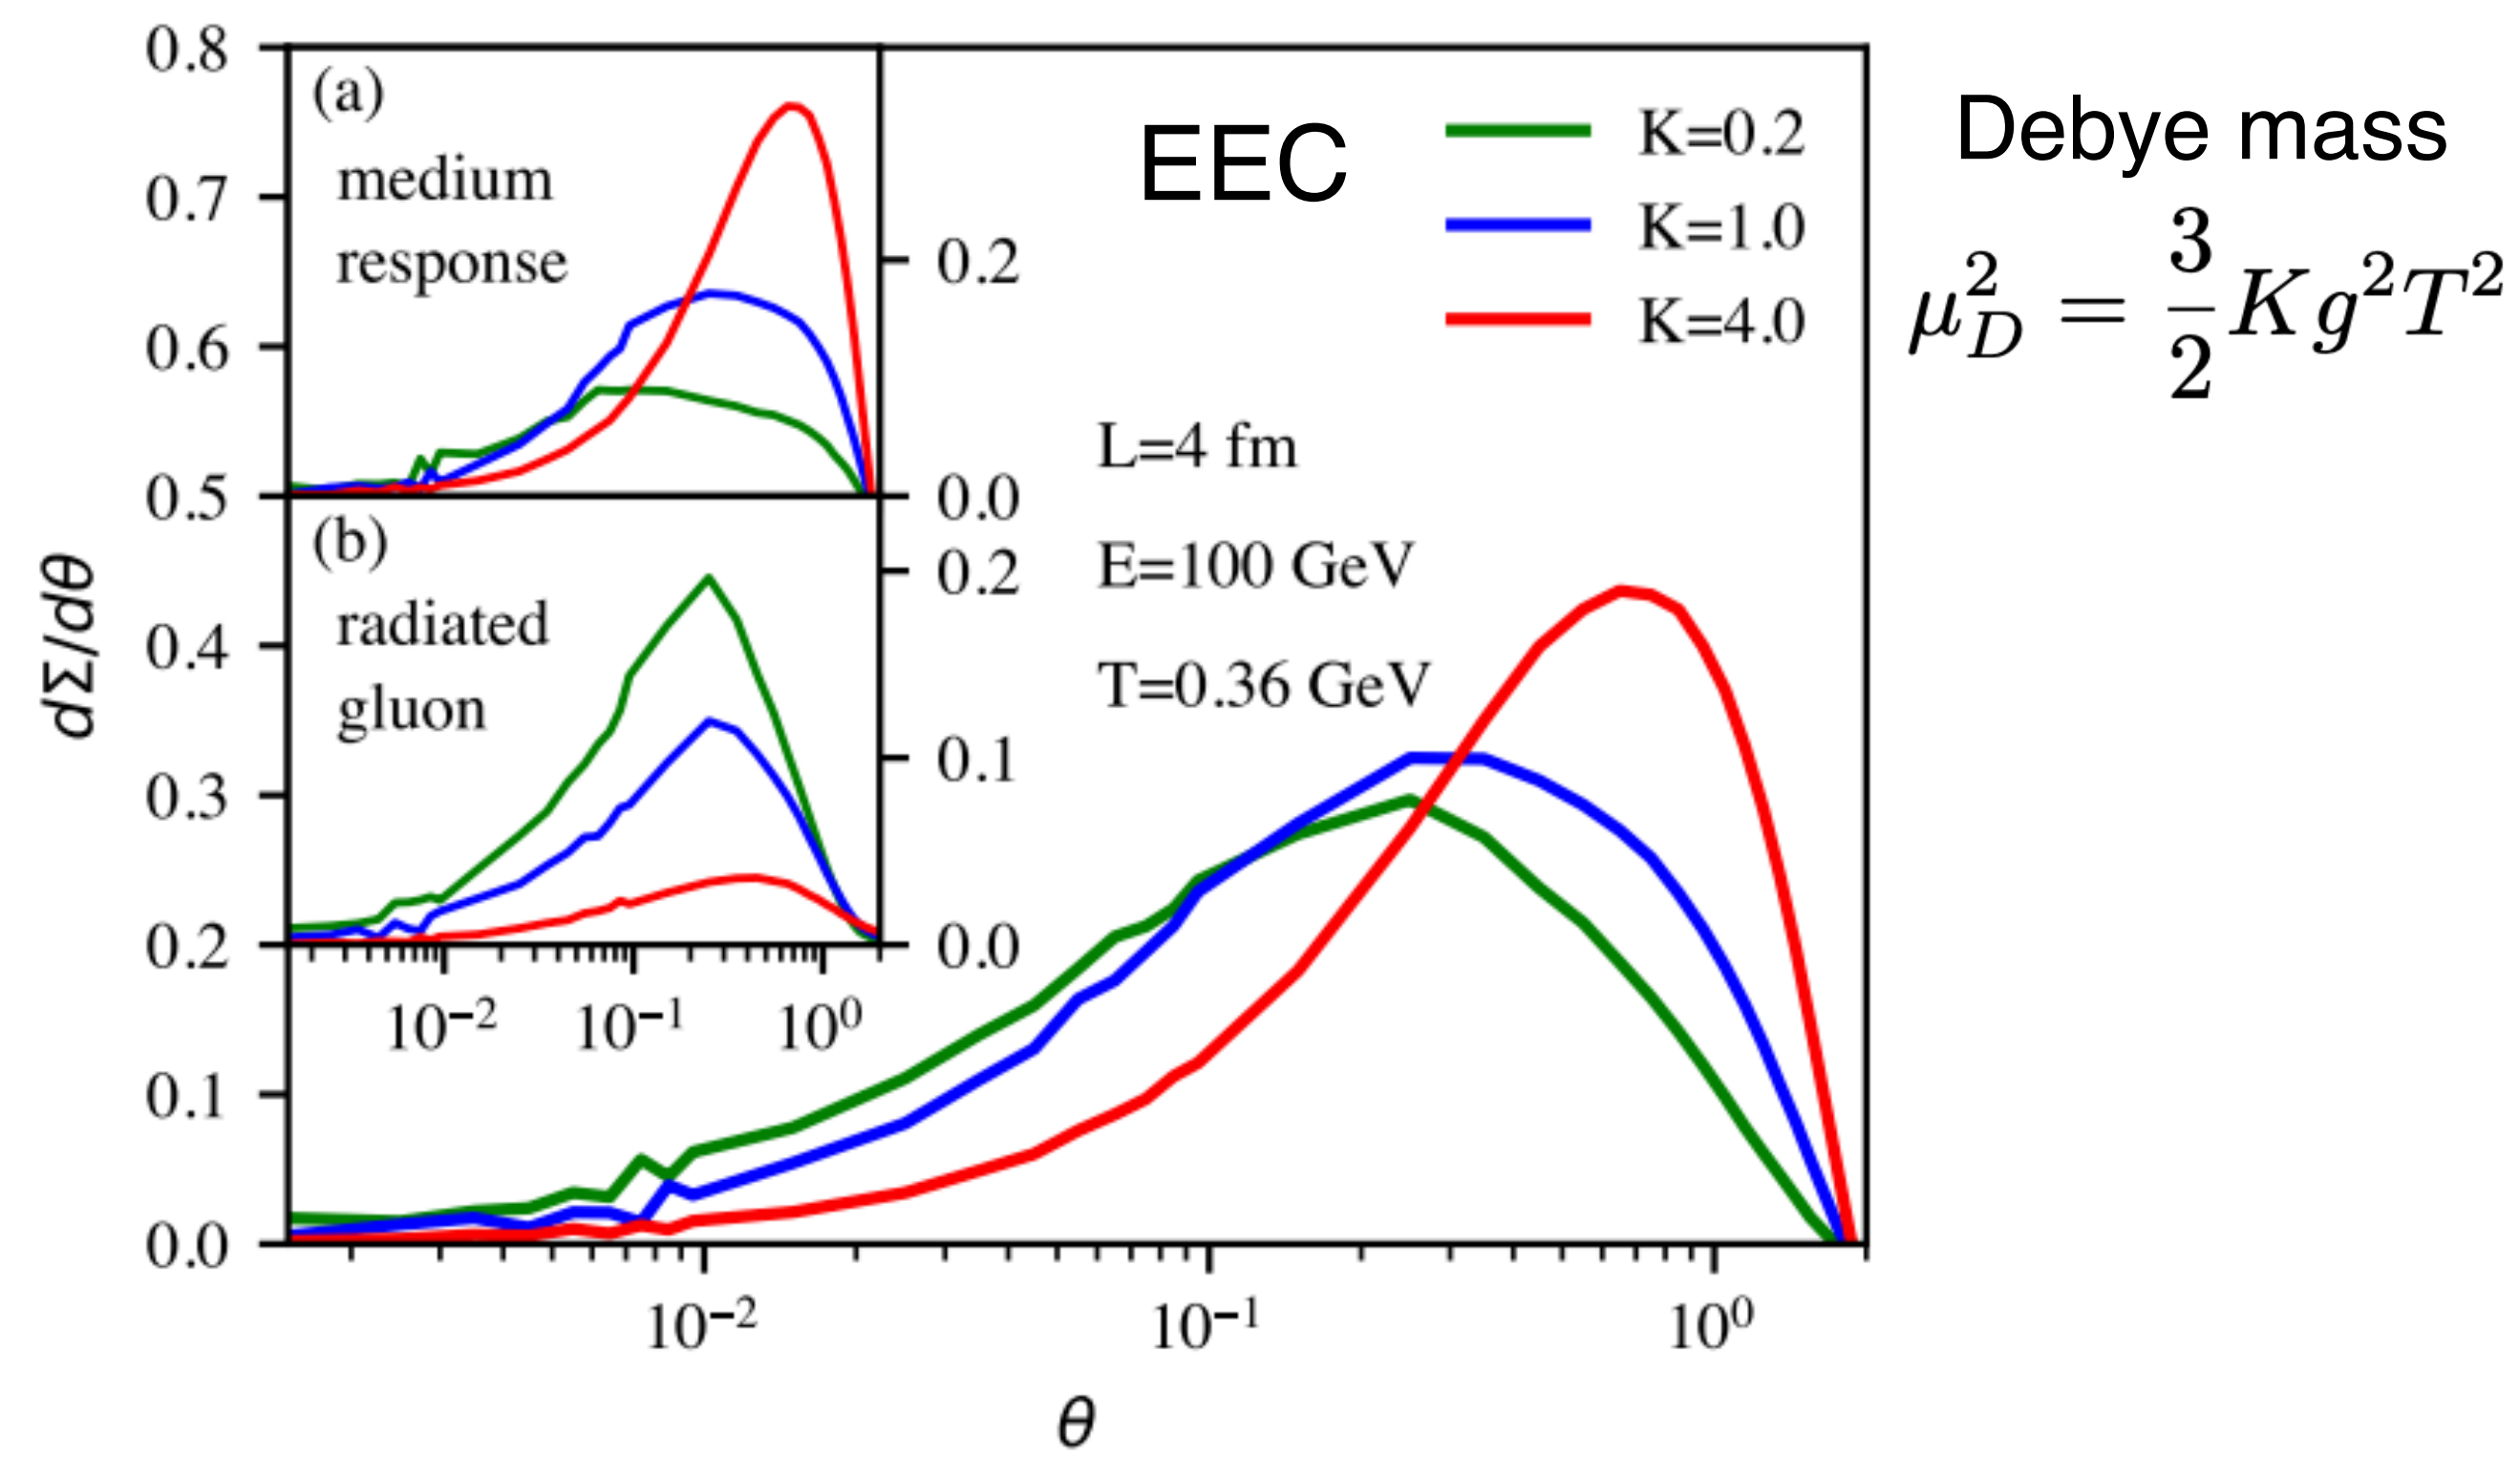 0.8
0.7
0.6
0.5
0.4
0.3
0.2
0.1
0.0
dΣ/dθ
(a)
medium
response
0.2
0.0
(b)
radiated
gluon
0.2
0.1
0.0
10⁻² 10⁻¹ 10⁰
EEC
K=0.2
K=1.0
K=4.0
L=4 fm
E=100 GeV
T=0.36 GeV
10⁻² 10⁻¹ 10⁰
θ
Debye mass
μ_D² = 3/2 Kg²T²